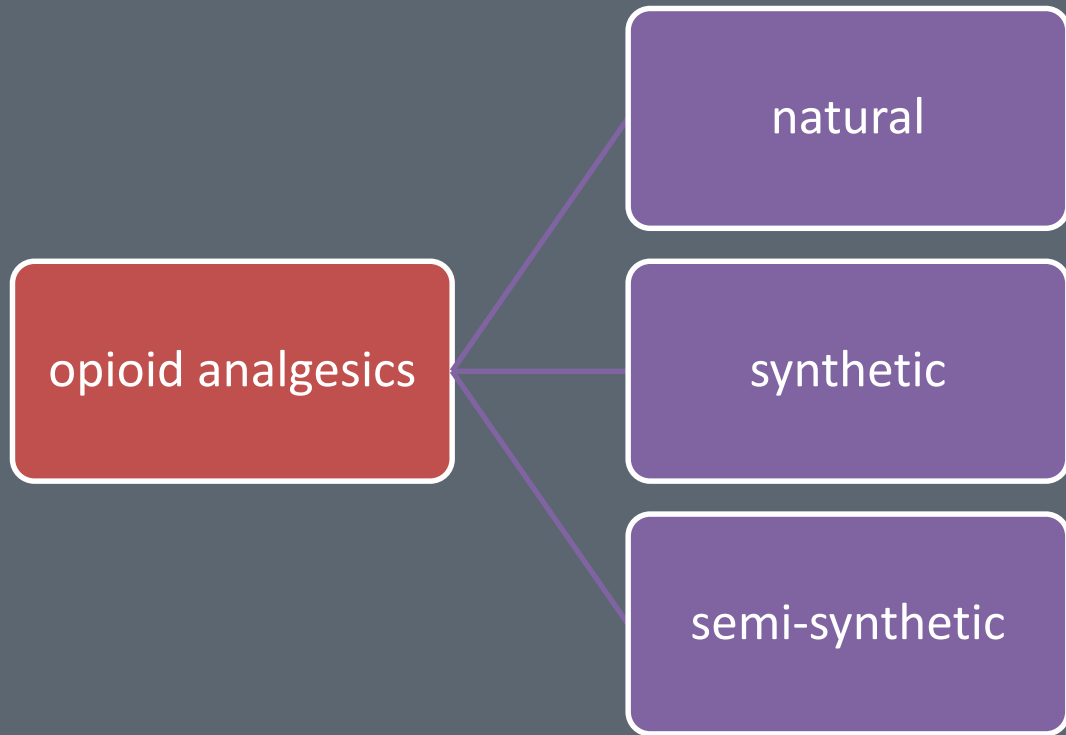 opioid analgesics
natural
synthetic
semi-synthetic